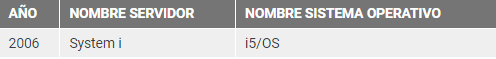 AÑO NOMBRE SERVIDOR NOMBRE SISTEMA OPERATIVO
2006 System i i5/OS